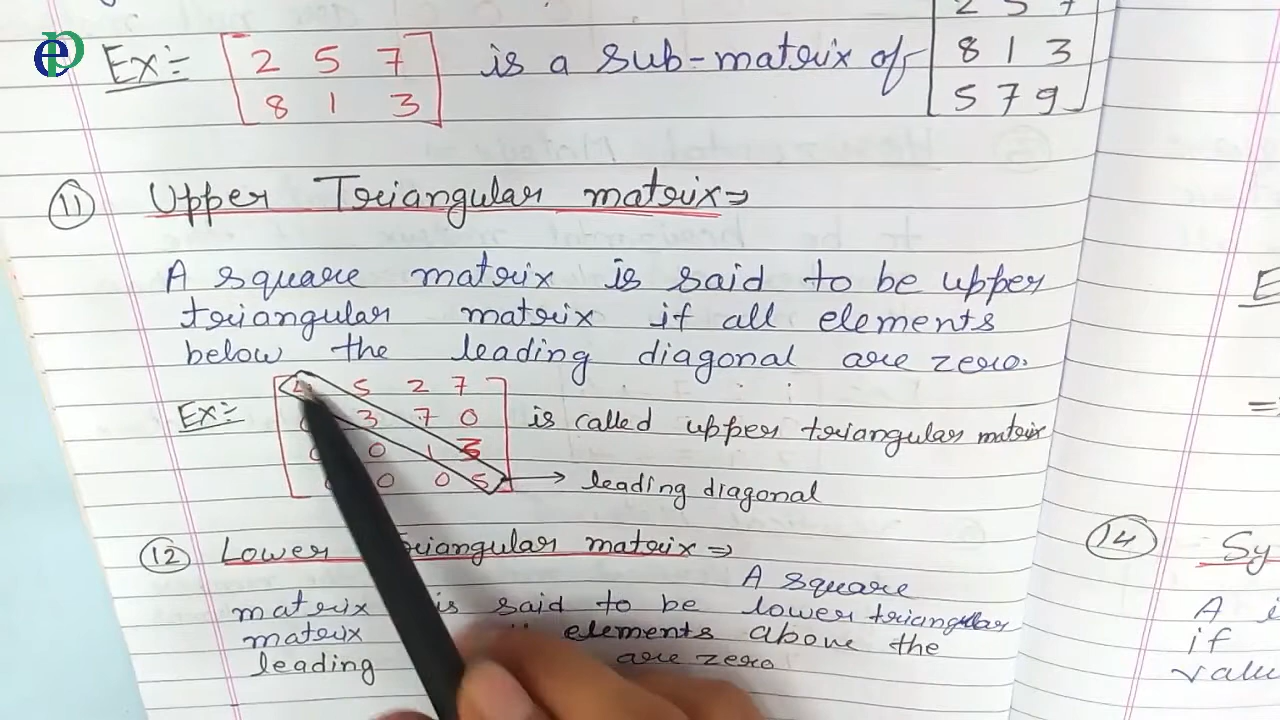 2 5 7
Ex:- 2 5 7 is a sub-matrix of 8 1 3
8 1 3 5 7 9
11 Upper Triangular matrix⇒
A square matrix is said to be upper
triangular matrix if all elements
below the leading diagonal are zero.
5 2 7
Ex:- 3 7 0 is called upper triangular matrix
0 1 3
0 0 5 → leading diagonal
12 Lower Triangular matrix ⇒
A square
matrix is said to be lower triangular
matrix elements above the
leading are zero
14 Sy
A
if
valu